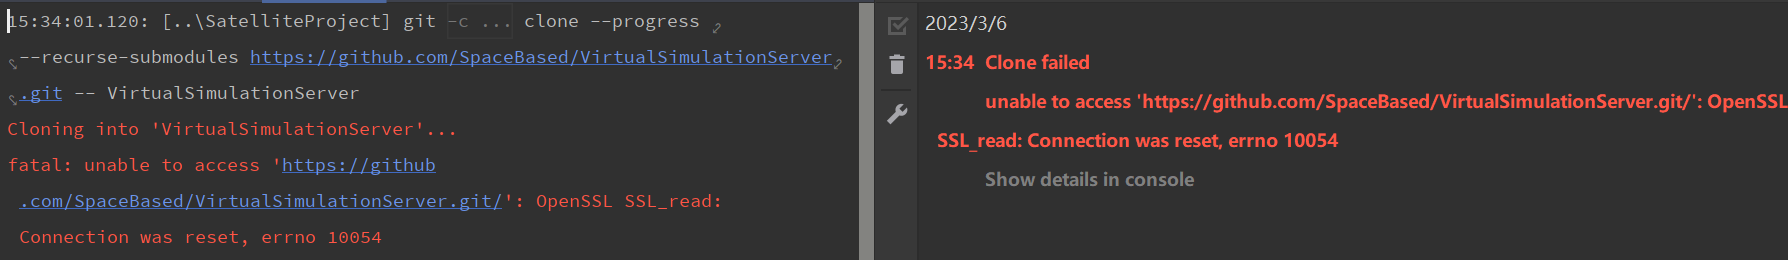 15:34:01.120: [..\SatelliteProject] git -c ... clone --progress
--recurse-submodules https://github.com/SpaceBased/VirtualSimulationServer
.git -- VirtualSimulationServer
Cloning into 'VirtualSimulationServer'...
fatal: unable to access 'https://github
.com/SpaceBased/VirtualSimulationServer.git/': OpenSSL SSL_read:
Connection was reset, errno 10054
2023/3/6
15:34 Clone failed
unable to access 'https://github.com/SpaceBased/VirtualSimulationServer.git/': OpenSSL
SSL_read: Connection was reset, errno 10054
Show details in console